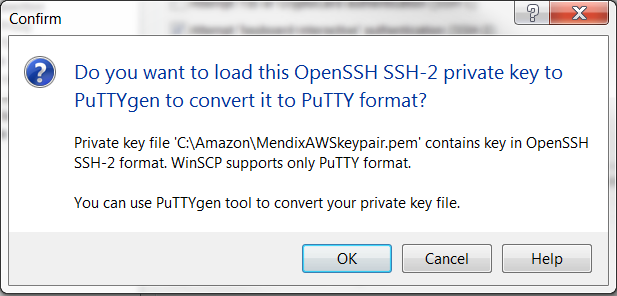 Confirm
Do you want to load this OpenSSH SSH-2 private key to
PuTTYgen to convert it to PuTTY format?
Private key file 'C:\Amazon\MendixAWSkeypair.pem' contains key in OpenSSH
SSH-2 format. WinSCP supports only PuTTY format.
You can use PuTTYgen tool to convert your private key file.
OK Cancel Help